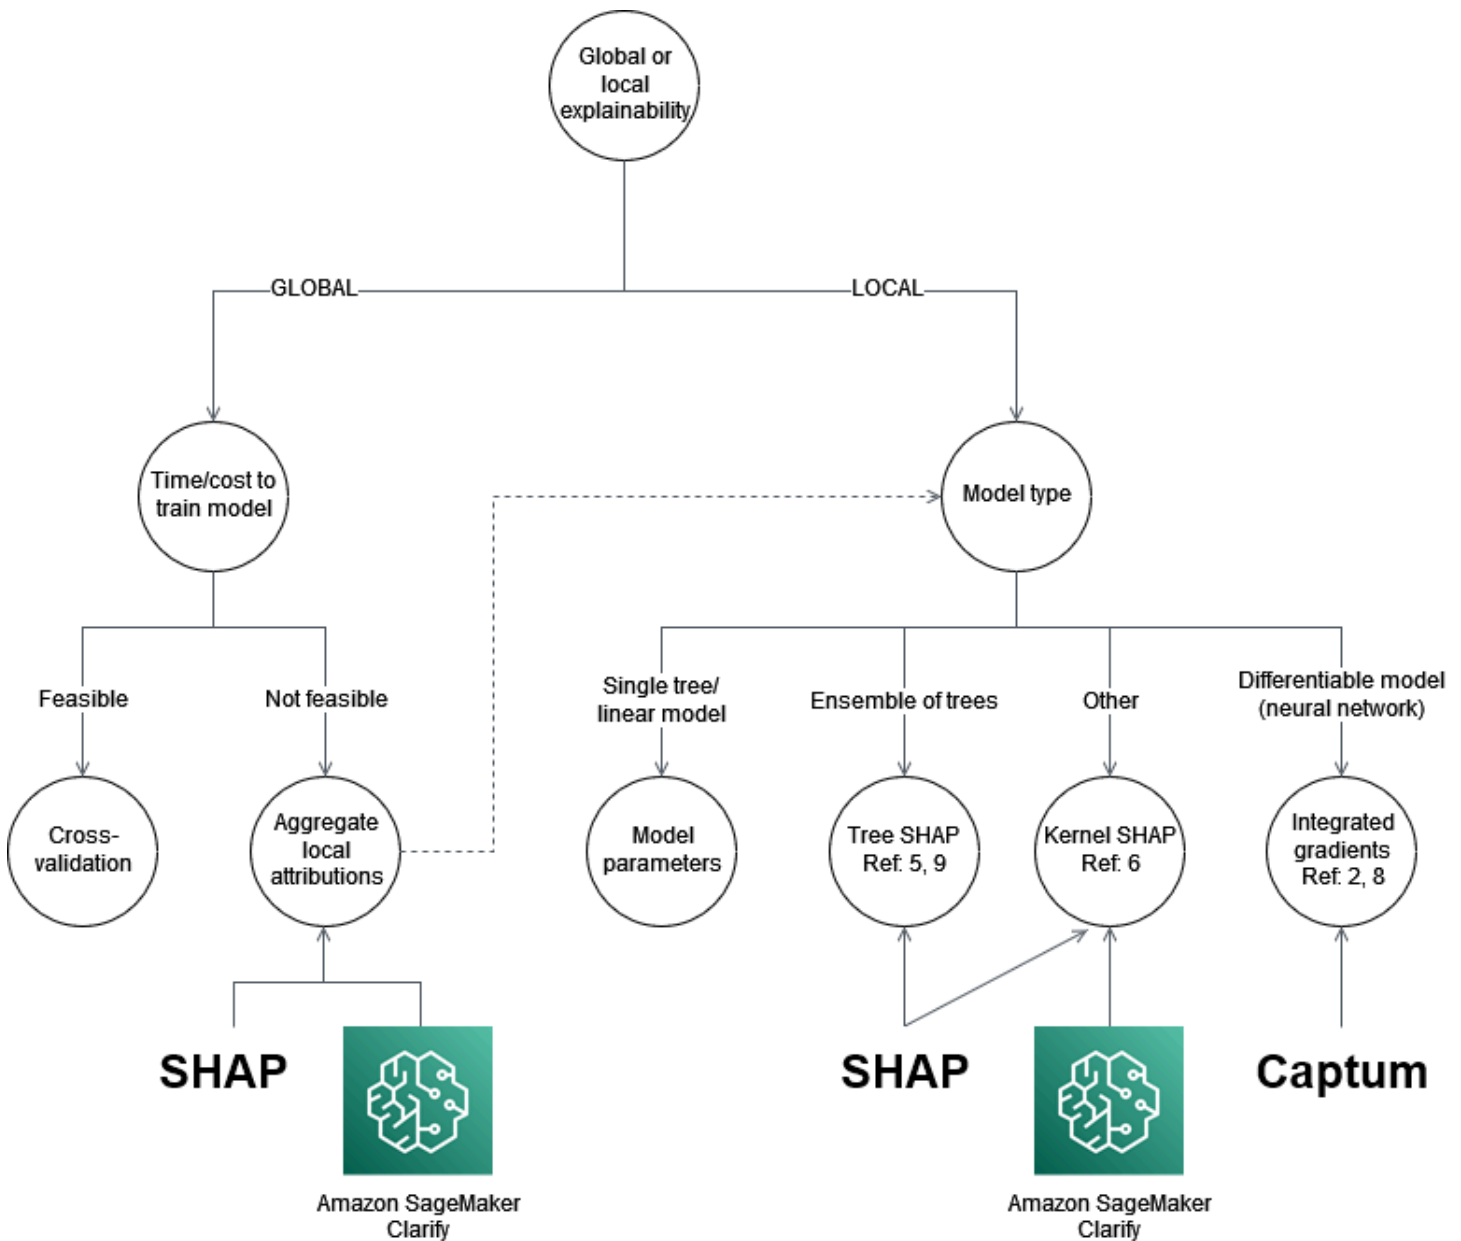 Global or
local
explainability
GLOBAL
LOCAL
Time/cost to
train model
Model type
Feasible
Not feasible
Single tree/
linear model
Ensemble of trees
Other
Differentiable model
(neural network)
Cross-
validation
Aggregate
local
attributions
Model
parameters
Tree SHAP
Ref: 5, 9
Kernel SHAP
Ref: 6
Integrated
gradients
Ref: 2, 8
SHAP
Amazon SageMaker
Clarify
SHAP
Amazon SageMaker
Clarify
Captum